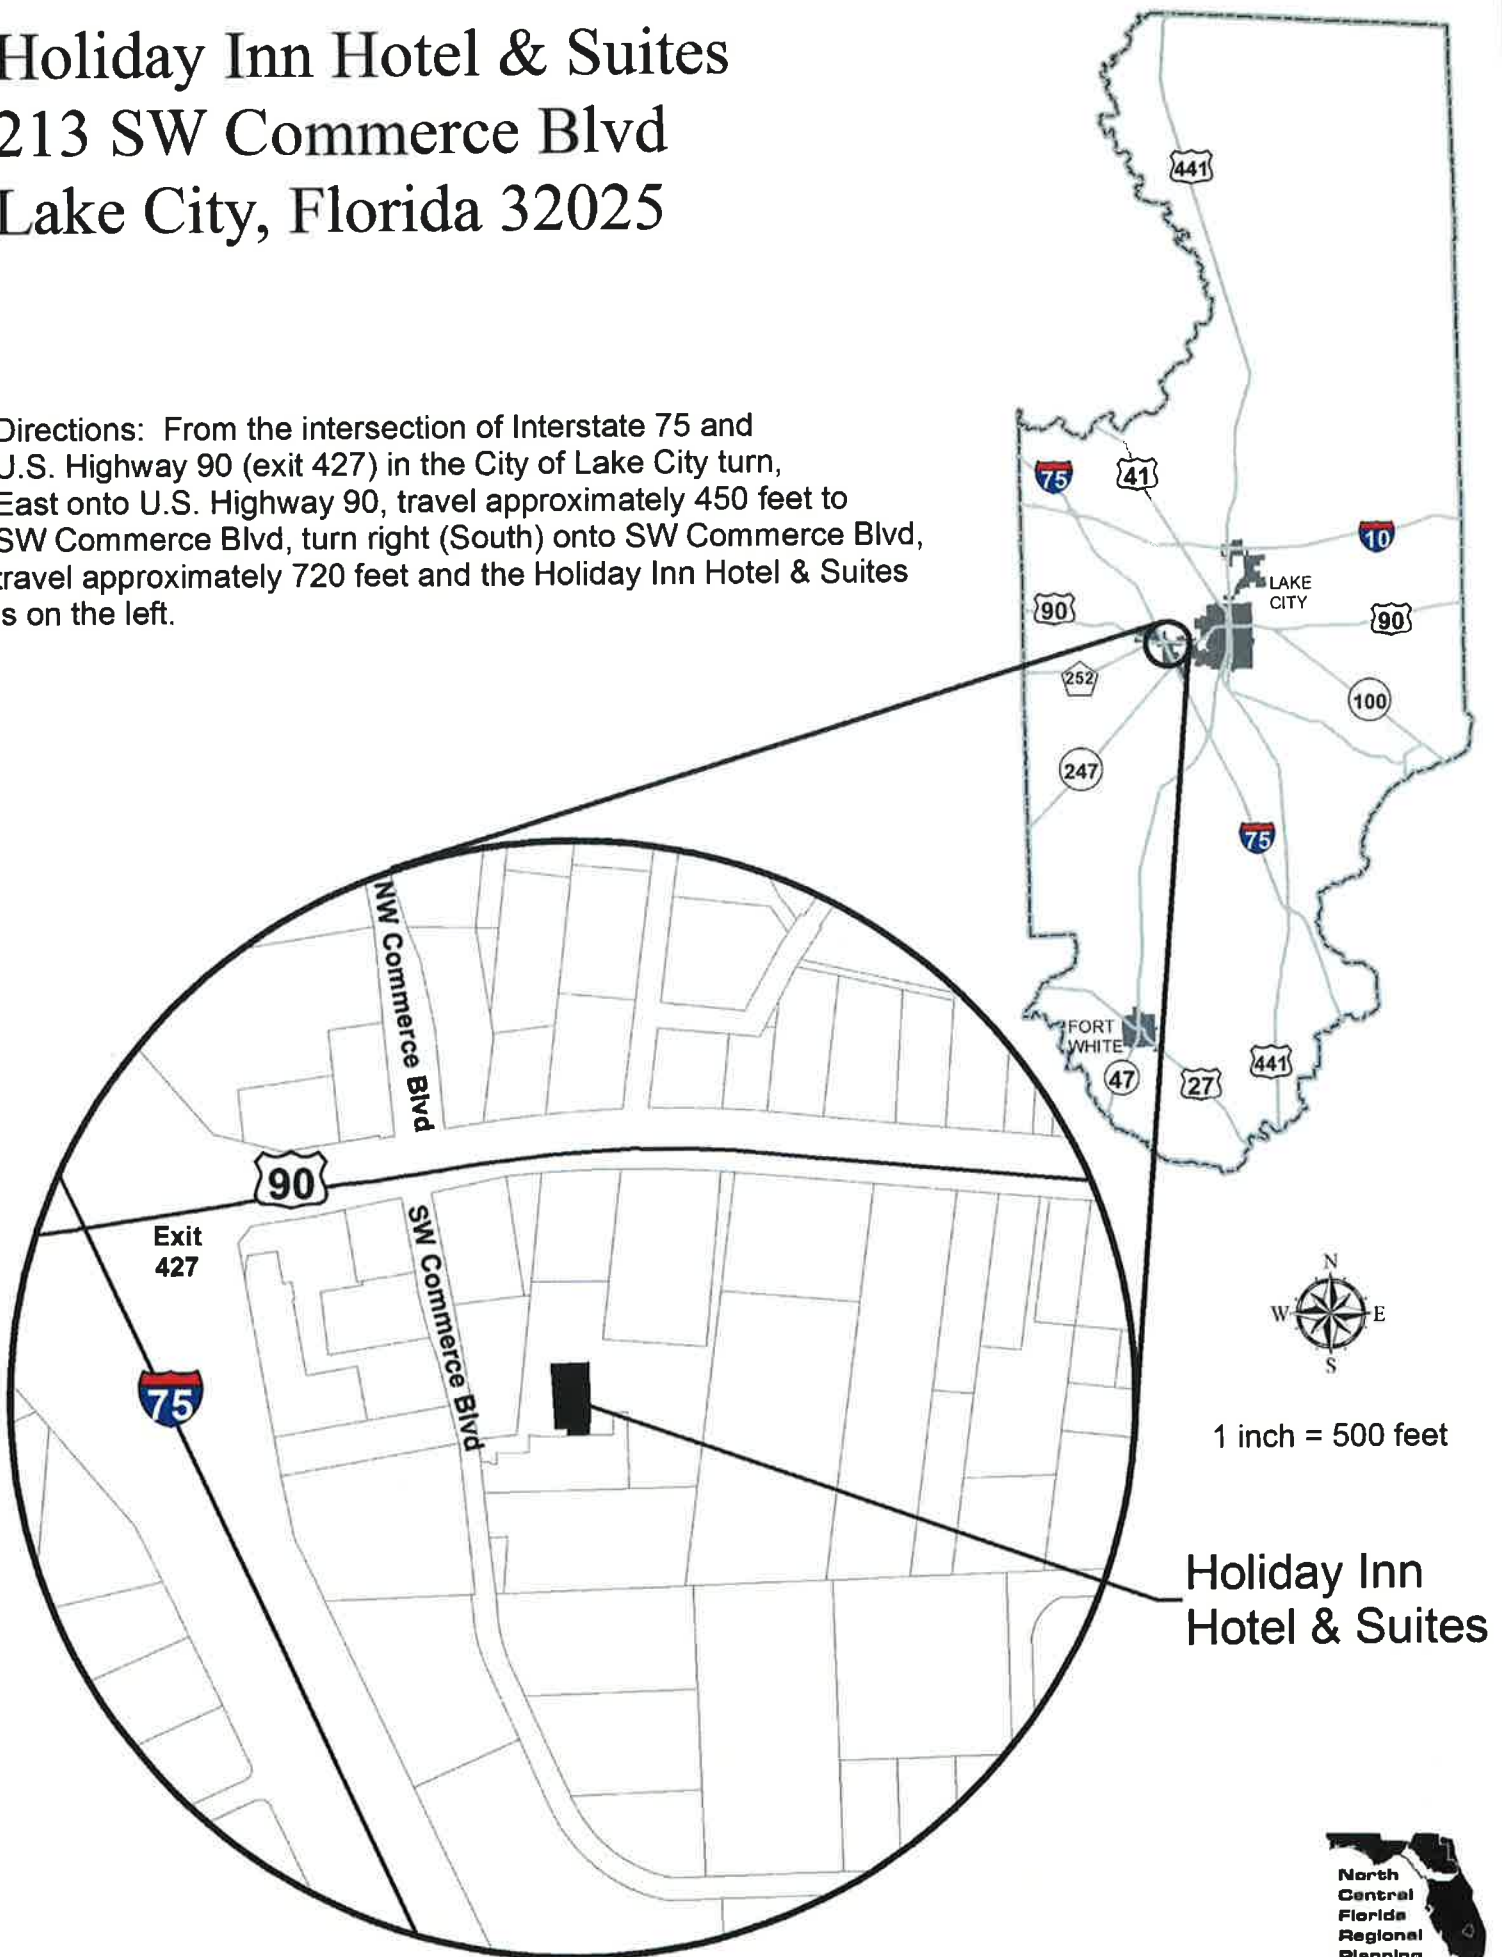 Holiday Inn Hotel & Suites
213 SW Commerce Blvd
Lake City, Florida 32025
Directions: From the intersection of Interstate 75 and
U.S. Highway 90 (exit 427) in the City of Lake City turn,
East onto U.S. Highway 90, travel approximately 450 feet to
SW Commerce Blvd, turn right (South) onto SW Commerce Blvd,
travel approximately 720 feet and the Holiday Inn Hotel & Suites
is on the left.
441
75
41
10
LAKE
CITY
90
90
252
100
247
75
FORT
WHITE
47
27
441
NW Commerce Blvd
90
Exit
427
SW Commerce Blvd
75
N
W
E
S
1 inch = 500 feet
Holiday Inn
Hotel & Suites
North
Central
Florida
Regional
Planning